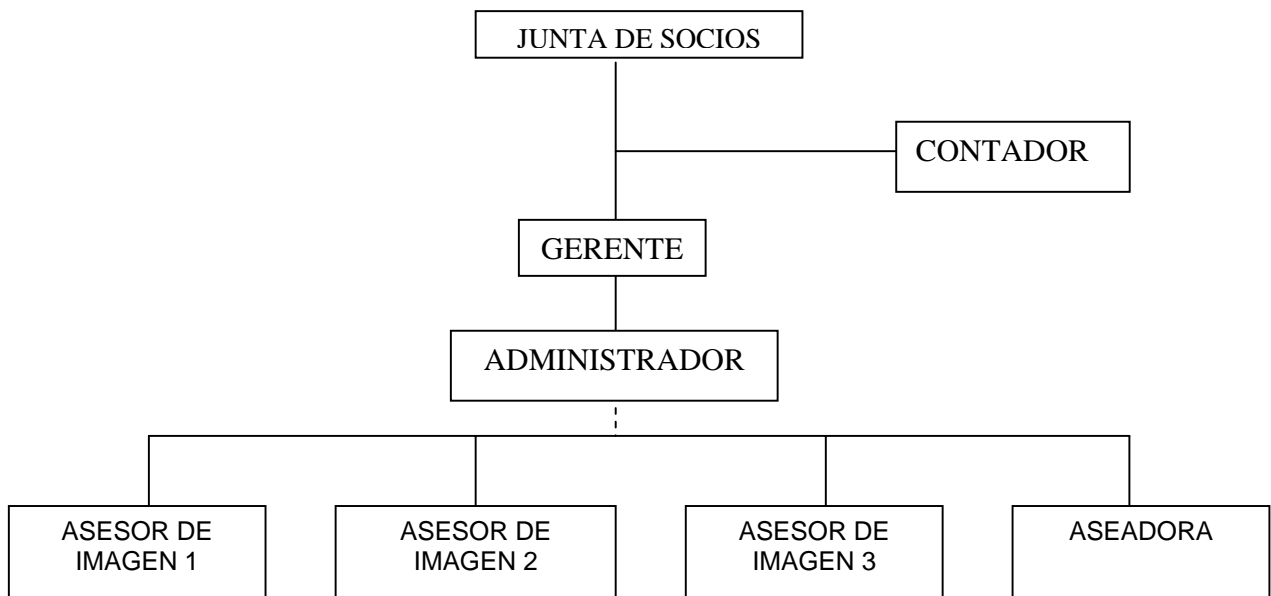 JUNTA DE SOCIOS
CONTADOR
GERENTE
ADMINISTRADOR
ASESOR DE
IMAGEN 1
ASESOR DE
IMAGEN 2
ASESOR DE
IMAGEN 3
ASEADORA